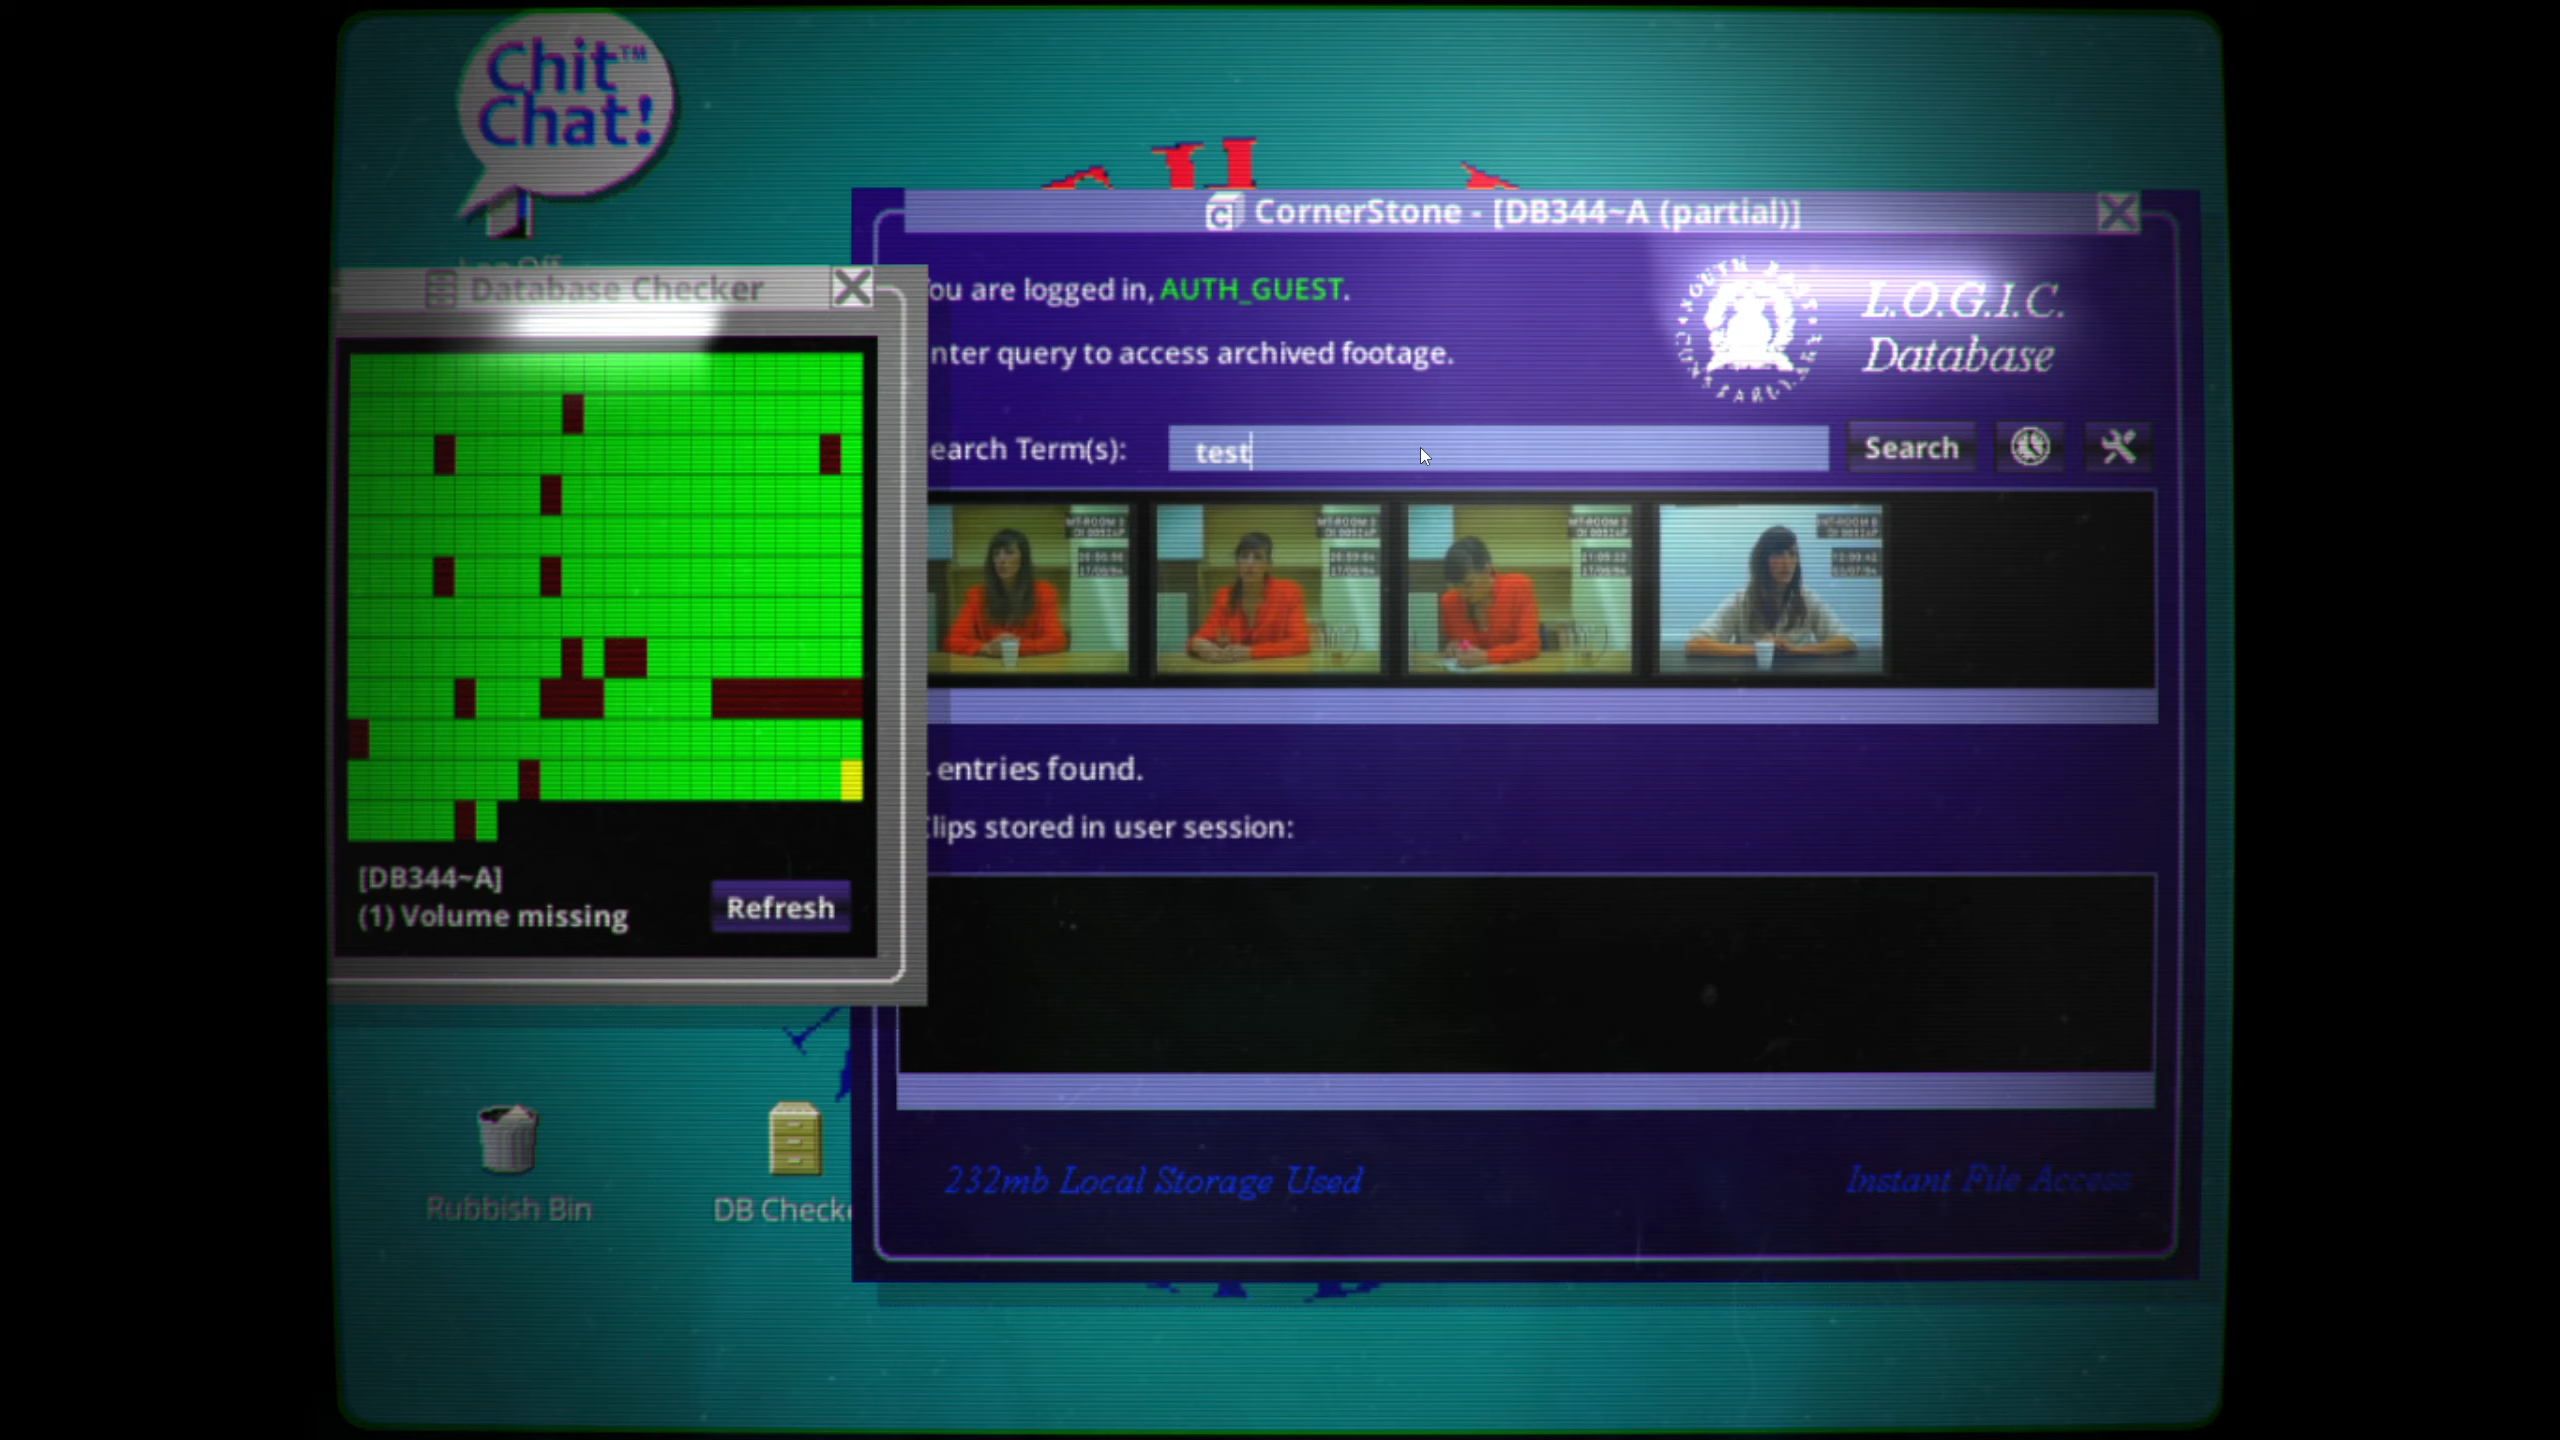 Chit™
Chat!
CornerStone - [DB344~A (partial)]
Database Checker
ou are logged in, AUTH_GUEST.
L.O.G.I.C.
Database
nter query to access archived footage.
earch Term(s):
test
Search
entries found.
lips stored in user session:
[DB344~A]
(1) Volume missing
Refresh
232mb Local Storage Used
Instant File Access
Rubbish Bin
DB Checke